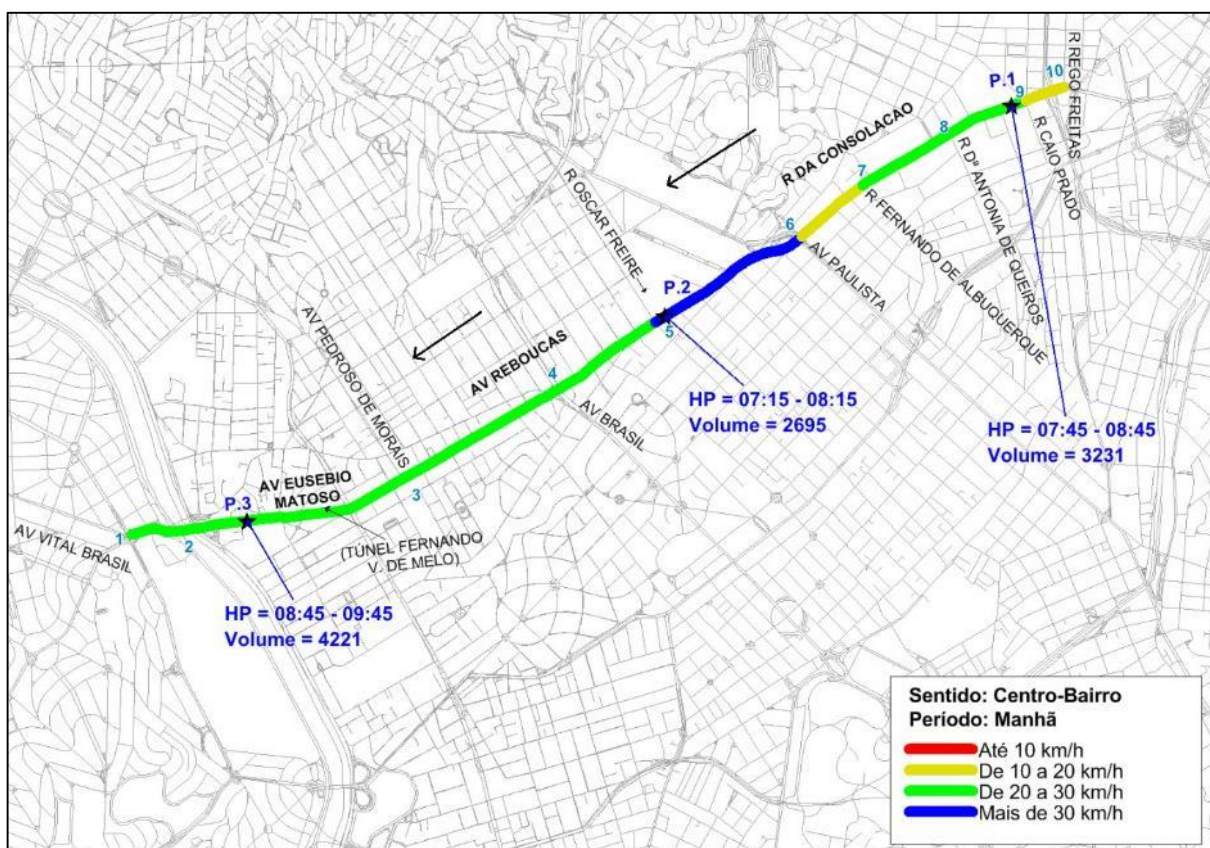 10
R REGO FREITAS
P.1
9
R CAIO PRADO
8
R Dª ANTONIA DE QUEIROS
R DA CONSOLACAO
7
R FERNANDO DE ALBUQUERQUE
R OSCAR FREIRE
6
AV PAULISTA
P.2
5
AV PEDROSO DE MORAIS
AV REBOUCAS
4
AV BRASIL
HP = 07:15 - 08:15
Volume = 2695
HP = 07:45 - 08:45
Volume = 3231
AV EUSEBIO
MATOSO
3
P.3
1
2
AV VITAL BRASIL
(TÚNEL FERNANDO
V. DE MELO)
HP = 08:45 - 09:45
Volume = 4221
Sentido: Centro-Bairro
Período: Manhã
Até 10 km/h
De 10 a 20 km/h
De 20 a 30 km/h
Mais de 30 km/h